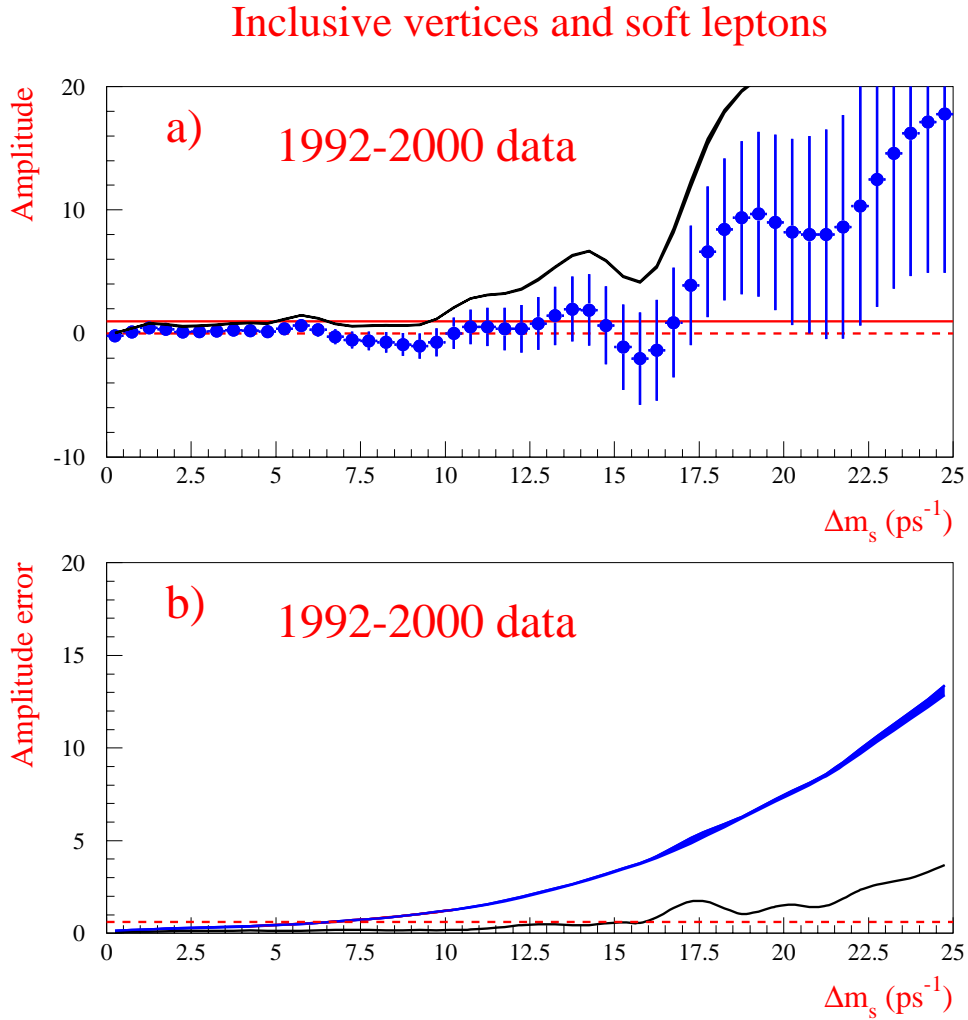 Inclusive vertices and soft leptons
Amplitude
20
10
0
-10
a)
1992-2000 data
0 2.5 5 7.5 10 12.5 15 17.5 20 22.5 25
Δm_s (ps⁻¹)
Amplitude error
20
15
10
5
0
b)
1992-2000 data
0 2.5 5 7.5 10 12.5 15 17.5 20 22.5 25
Δm_s (ps⁻¹)